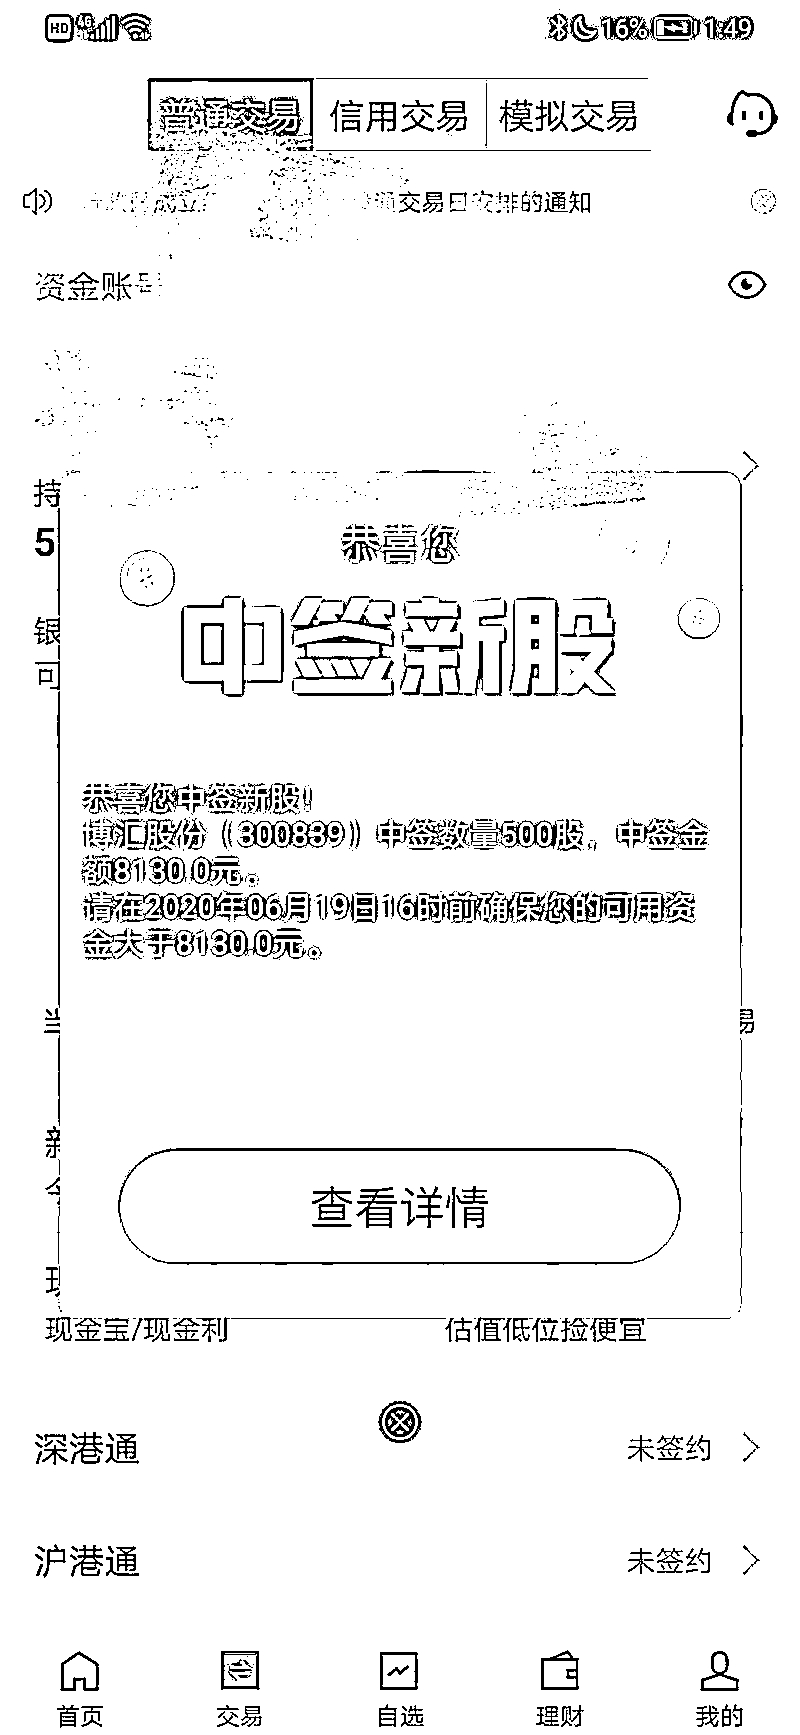 HD 4G 16% 1:49
普通交易 信用交易 模拟交易
通交易日安排的通知
资金账号
持
5
恭喜您
中签新股
银
可
恭喜您中签新股!
博汇股份（300839）中签数量500股，中签金
额8130.0元。
请在2020年06月19日16时前确保您的可用资
金大于8130.0元。
当 易
新
查看详情
现金宝/现金利 估值低位捡便宜
深港通 未签约
沪港通 未签约
首页 交易 自选 理财 我的